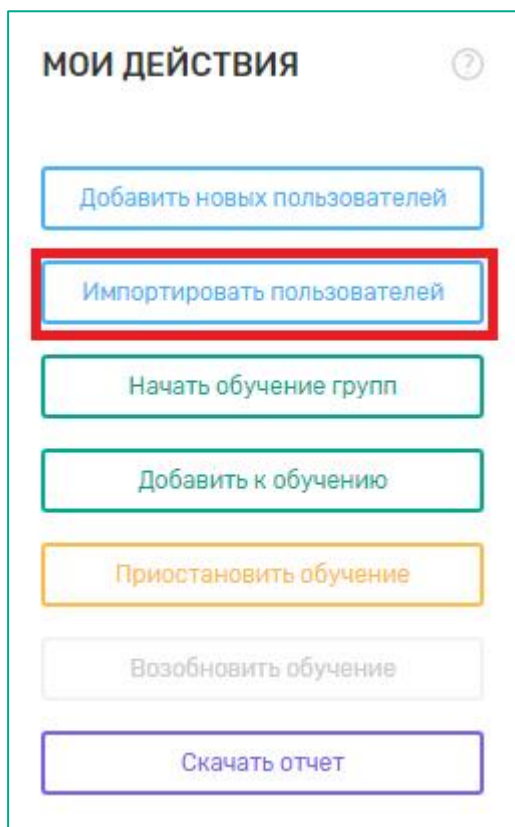 МОИ ДЕЙСТВИЯ ?
Добавить новых пользователей
Импортировать пользователей
Начать обучение групп
Добавить к обучению
Приостановить обучение
Возобновить обучение
Скачать отчет